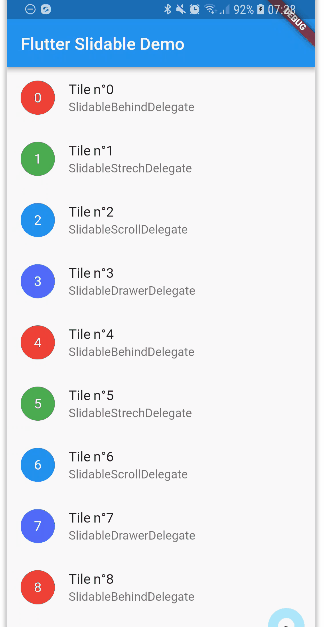 92% 07:28
DEBUG
Flutter Slidable Demo
0
Tile n°0
SlidableBehindDelegate
1
Tile n°1
SlidableStrechDelegate
2
Tile n°2
SlidableScrollDelegate
3
Tile n°3
SlidableDrawerDelegate
4
Tile n°4
SlidableBehindDelegate
5
Tile n°5
SlidableStrechDelegate
6
Tile n°6
SlidableScrollDelegate
7
Tile n°7
SlidableDrawerDelegate
8
Tile n°8
SlidableBehindDelegate